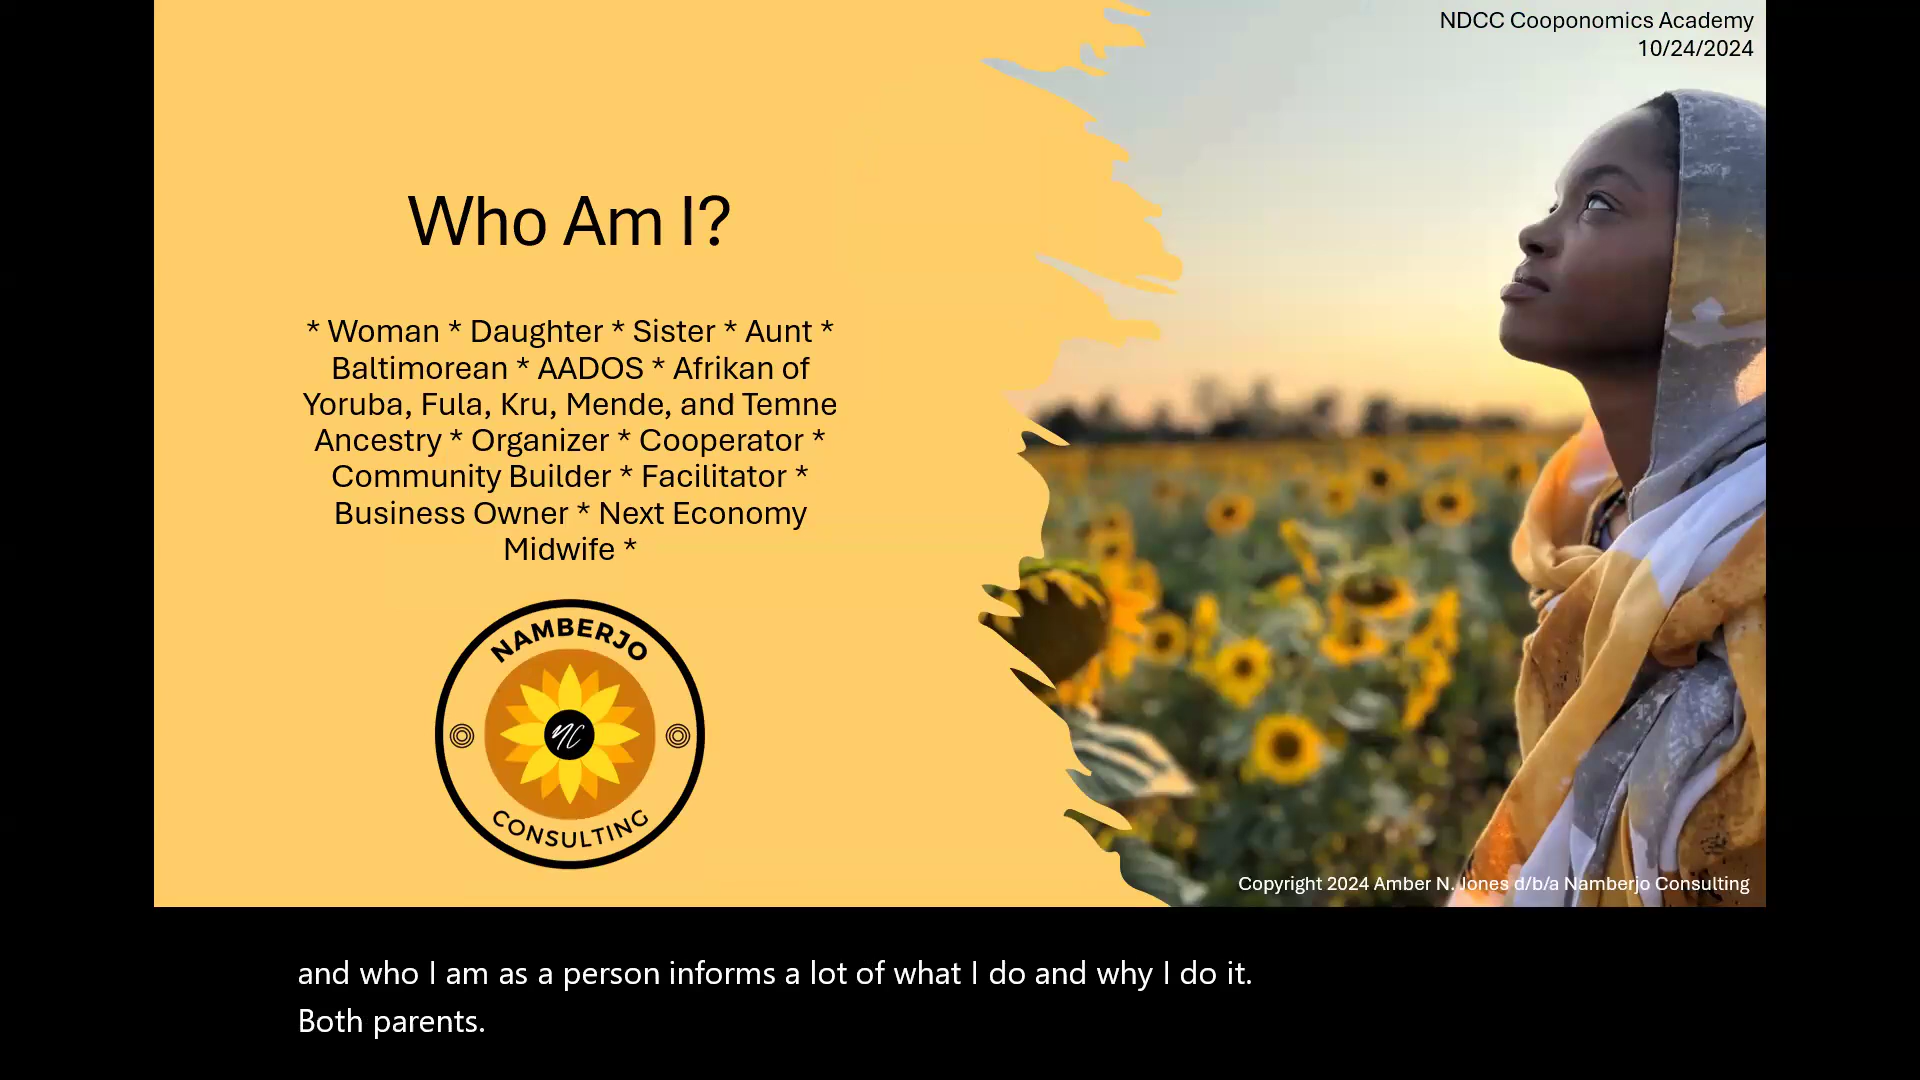 NDCC Cooponomics Academy
10/24/2024
Who Am I?
* Woman * Daughter * Sister * Aunt *
Baltimorean * AADOS * Afrikan of
Yoruba, Fula, Kru, Mende, and Temne
Ancestry * Organizer * Cooperator *
Community Builder * Facilitator *
Business Owner * Next Economy
Midwife *
NAMBERJO
NC
CONSULTING
Copyright 2024 Amber N. Jones d/b/a Namberjo Consulting
and who I am as a person informs a lot of what I do and why I do it.
Both parents.